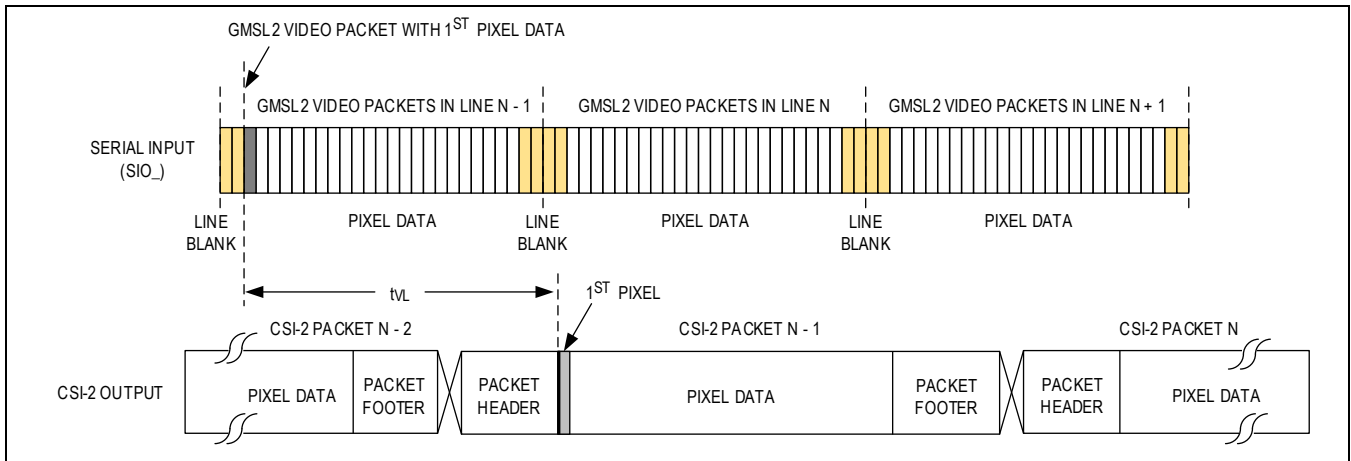 GMSL2 VIDEO PACKET WITH 1ST PIXEL DATA
GMSL2 VIDEO PACKETS IN LINE N - 1
GMSL2 VIDEO PACKETS IN LINE N
GMSL2 VIDEO PACKETS IN LINE N + 1
SERIAL INPUT
(SIO_)
LINE
BLANK
PIXEL DATA
LINE
BLANK
PIXEL DATA
LINE
BLANK
PIXEL DATA
tVL
1ST PIXEL
CSI-2 PACKET N - 2
CSI-2 PACKET N - 1
CSI-2 PACKET N
CSI-2 OUTPUT
PIXEL DATA
PACKET
FOOTER
PACKET
HEADER
PIXEL DATA
PACKET
FOOTER
PACKET
HEADER
PIXEL DATA